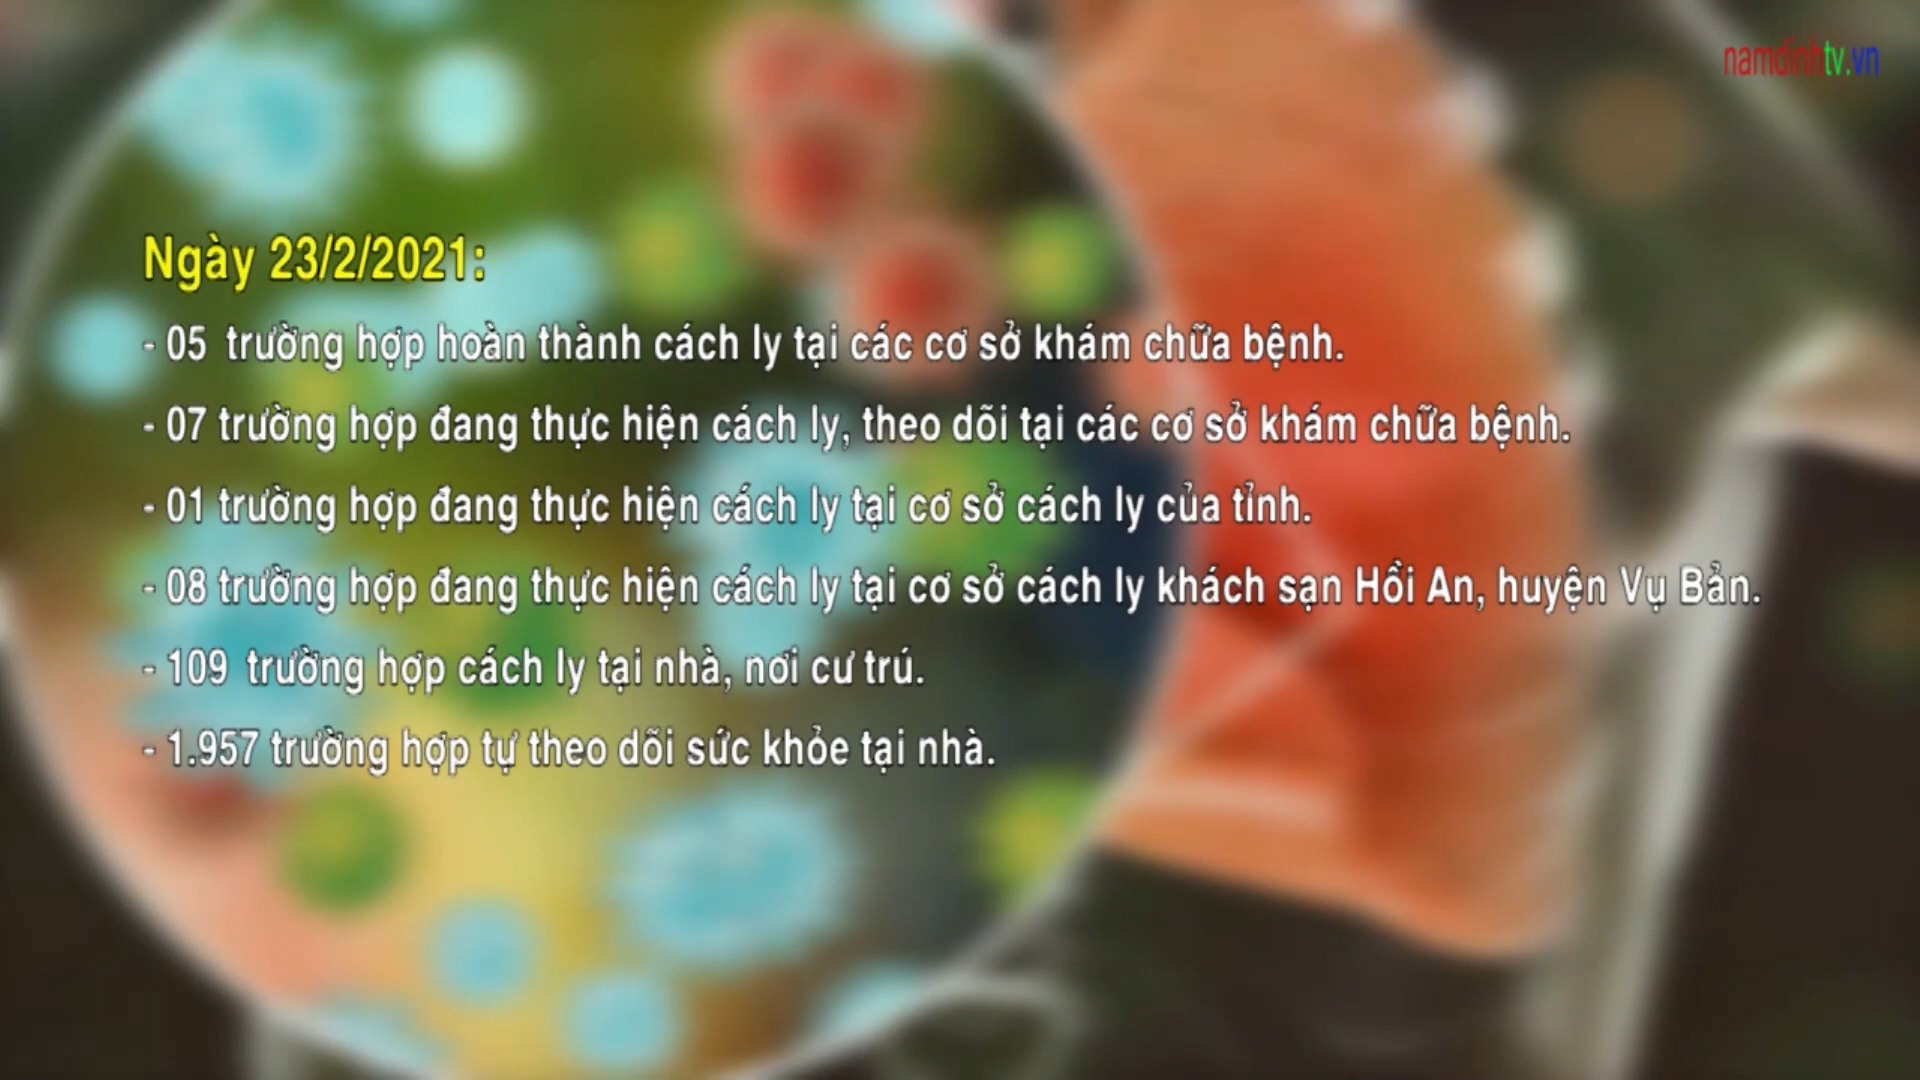 namdinhtv.vn
Ngày 23/2/2021:
- 05 trường hợp hoàn thành cách ly tại các cơ sở khám chữa bệnh.
- 07 trường hợp đang thực hiện cách ly, theo dõi tại các cơ sở khám chữa bệnh.
- 01 trường hợp đang thực hiện cách ly tại cơ sở cách ly của tỉnh.
- 08 trường hợp đang thực hiện cách ly tại cơ sở cách ly khách sạn Hồi An, huyện Vụ Bản.
- 109 trường hợp cách ly tại nhà, nơi cư trú.
- 1.957 trường hợp tự theo dõi sức khỏe tại nhà.